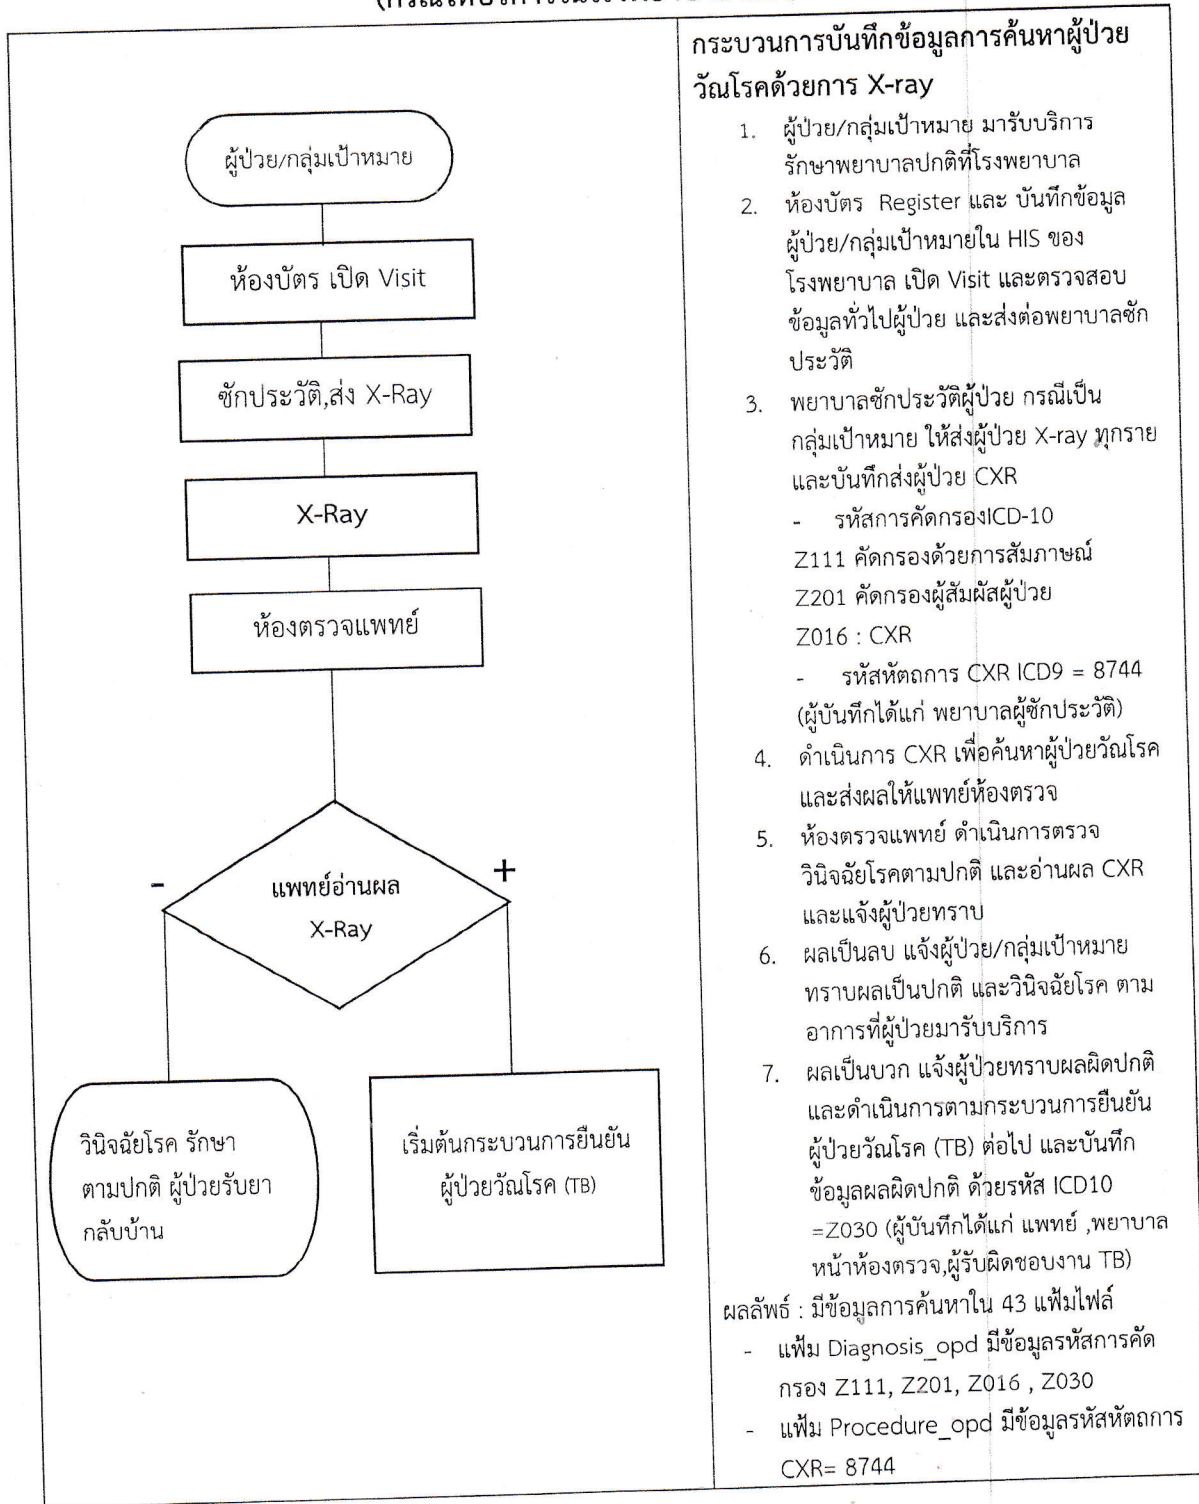 ผู้ป่วย/กลุ่มเป้าหมาย
ห้องบัตร เปิด Visit
ซักประวัติ,ส่ง X-Ray
X-Ray
ห้องตรวจแพทย์
-
+
แพทย์อ่านผล
X-Ray
วินิจฉัยโรค รักษา
ตามปกติ ผู้ป่วยรับยา
กลับบ้าน
เริ่มต้นกระบวนการยืนยัน
ผู้ป่วยวัณโรค (TB)
กระบวนการบันทึกข้อมูลการค้นหาผู้ป่วย
วัณโรคด้วยการ X-ray
1. ผู้ป่วย/กลุ่มเป้าหมาย มารับบริการ
รักษาพยาบาลปกติที่โรงพยาบาล
2. ห้องบัตร Register และ บันทึกข้อมูล
ผู้ป่วย/กลุ่มเป้าหมายใน HIS ของ
โรงพยาบาล เปิด Visit และตรวจสอบ
ข้อมูลทั่วไปผู้ป่วย และส่งต่อพยาบาลซัก
ประวัติ
3. พยาบาลซักประวัติผู้ป่วย กรณีเป็น
กลุ่มเป้าหมาย ให้ส่งผู้ป่วย X-ray ทุกราย
และบันทึกส่งผู้ป่วย CXR
- รหัสการคัดกรองICD-10
Z111 คัดกรองด้วยการสัมภาษณ์
Z201 คัดกรองผู้สัมผัสผู้ป่วย
Z016 : CXR
- รหัสหัตถการ CXR ICD9 = 8744
(ผู้บันทึกได้แก่ พยาบาลผู้ซักประวัติ)
4. ดำเนินการ CXR เพื่อค้นหาผู้ป่วยวัณโรค
และส่งผลให้แพทย์ห้องตรวจ
5. ห้องตรวจแพทย์ ดำเนินการตรวจ
วินิจฉัยโรคตามปกติ และอ่านผล CXR
และแจ้งผู้ป่วยทราบ
6. ผลเป็นลบ แจ้งผู้ป่วย/กลุ่มเป้าหมาย
ทราบผลเป็นปกติ และวินิจฉัยโรค ตาม
อาการที่ผู้ป่วยมารับบริการ
7. ผลเป็นบวก แจ้งผู้ป่วยทราบผลผิดปกติ
และดำเนินการตามกระบวนการยืนยัน
ผู้ป่วยวัณโรค (TB) ต่อไป และบันทึก
ข้อมูลผลผิดปกติ ด้วยรหัส ICD10
=Z030 (ผู้บันทึกได้แก่ แพทย์ ,พยาบาล
หน้าห้องตรวจ,ผู้รับผิดชอบงาน TB)
ผลลัพธ์ : มีข้อมูลการค้นหาใน 43 แฟ้มไฟล์
- แฟ้ม Diagnosis_opd มีข้อมูลรหัสการคัด
กรอง Z111, Z201, Z016 , Z030
- แฟ้ม Procedure_opd มีข้อมูลรหัสหัตถการ
CXR= 8744